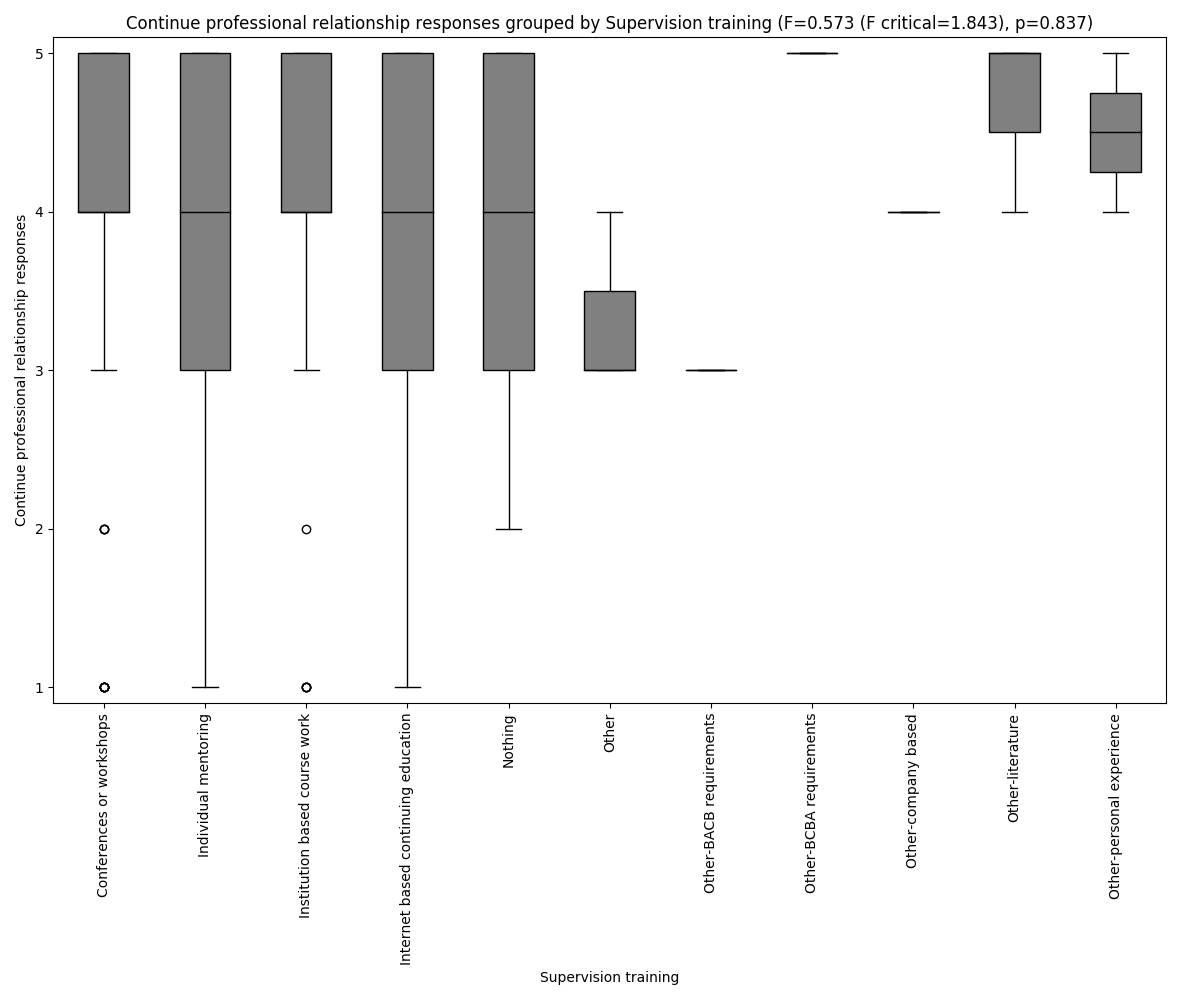 Continue professional relationship responses grouped by Supervision training (F=0.573 (F critical=1.843), p=0.837)
Continue professional relationship responses
5
4
3
2
1
Conferences or workshops
Individual mentoring
Institution based course work
Internet based continuing education
Nothing
Other
Other-BACB requirements
Other-BCBA requirements
Other-company based
Other-literature
Other-personal experience
Supervision training